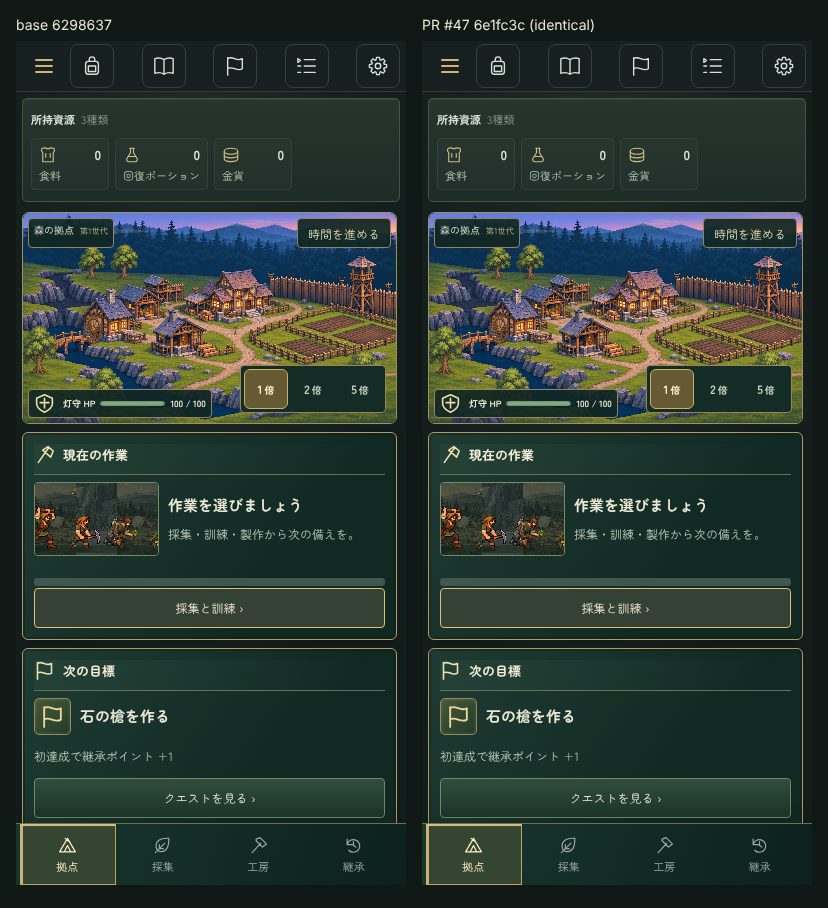 base 6298637
所持資源 3種類
0
0
0
食料
回復ポーション
金貨
森の拠点 第1世代
時間を進める
1倍
2倍
5倍
灯守 HP
100 / 100
現在の作業
作業を選びましょう
採集・訓練・製作から次の備えを。
採集と訓練 ›
次の目標
石の槍を作る
初達成で継承ポイント +1
クエストを見る ›
拠点
採集
工房
継承
PR #47 6e1fc3c (identical)
所持資源 3種類
0
0
0
食料
回復ポーション
金貨
森の拠点 第1世代
時間を進める
1倍
2倍
5倍
灯守 HP
100 / 100
現在の作業
作業を選びましょう
採集・訓練・製作から次の備えを。
採集と訓練 ›
次の目標
石の槍を作る
初達成で継承ポイント +1
クエストを見る ›
拠点
採集
工房
継承